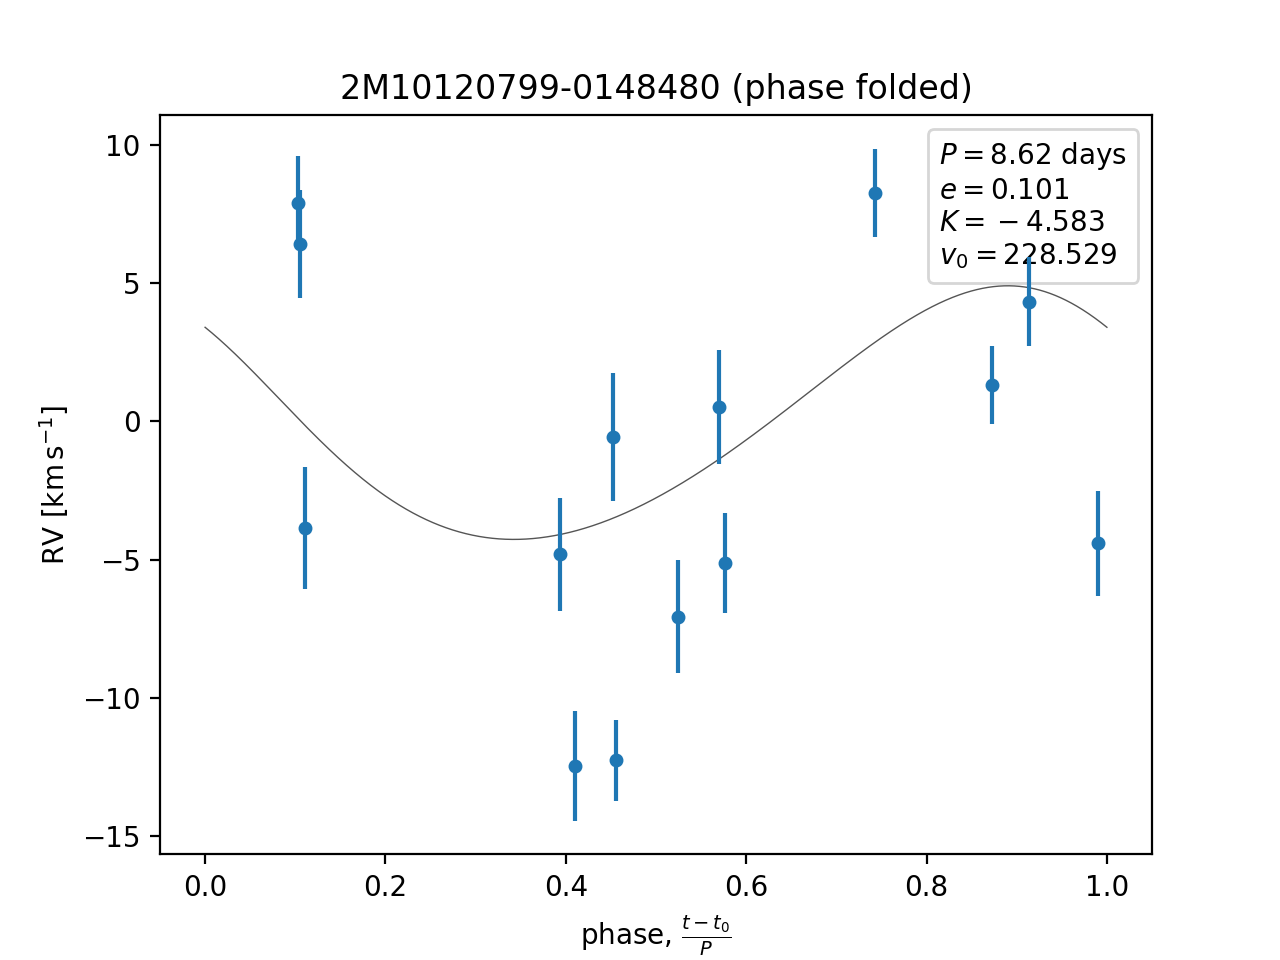 2M10120799-0148480 (phase folded)
P = 8.62 days
e = 0.101
K = − 4.583
v₀ = 228.529
10
5
0
−5
−10
−15
RV [km s⁻¹]
0.0 0.2 0.4 0.6 0.8 1.0
phase, (t − t₀)/P